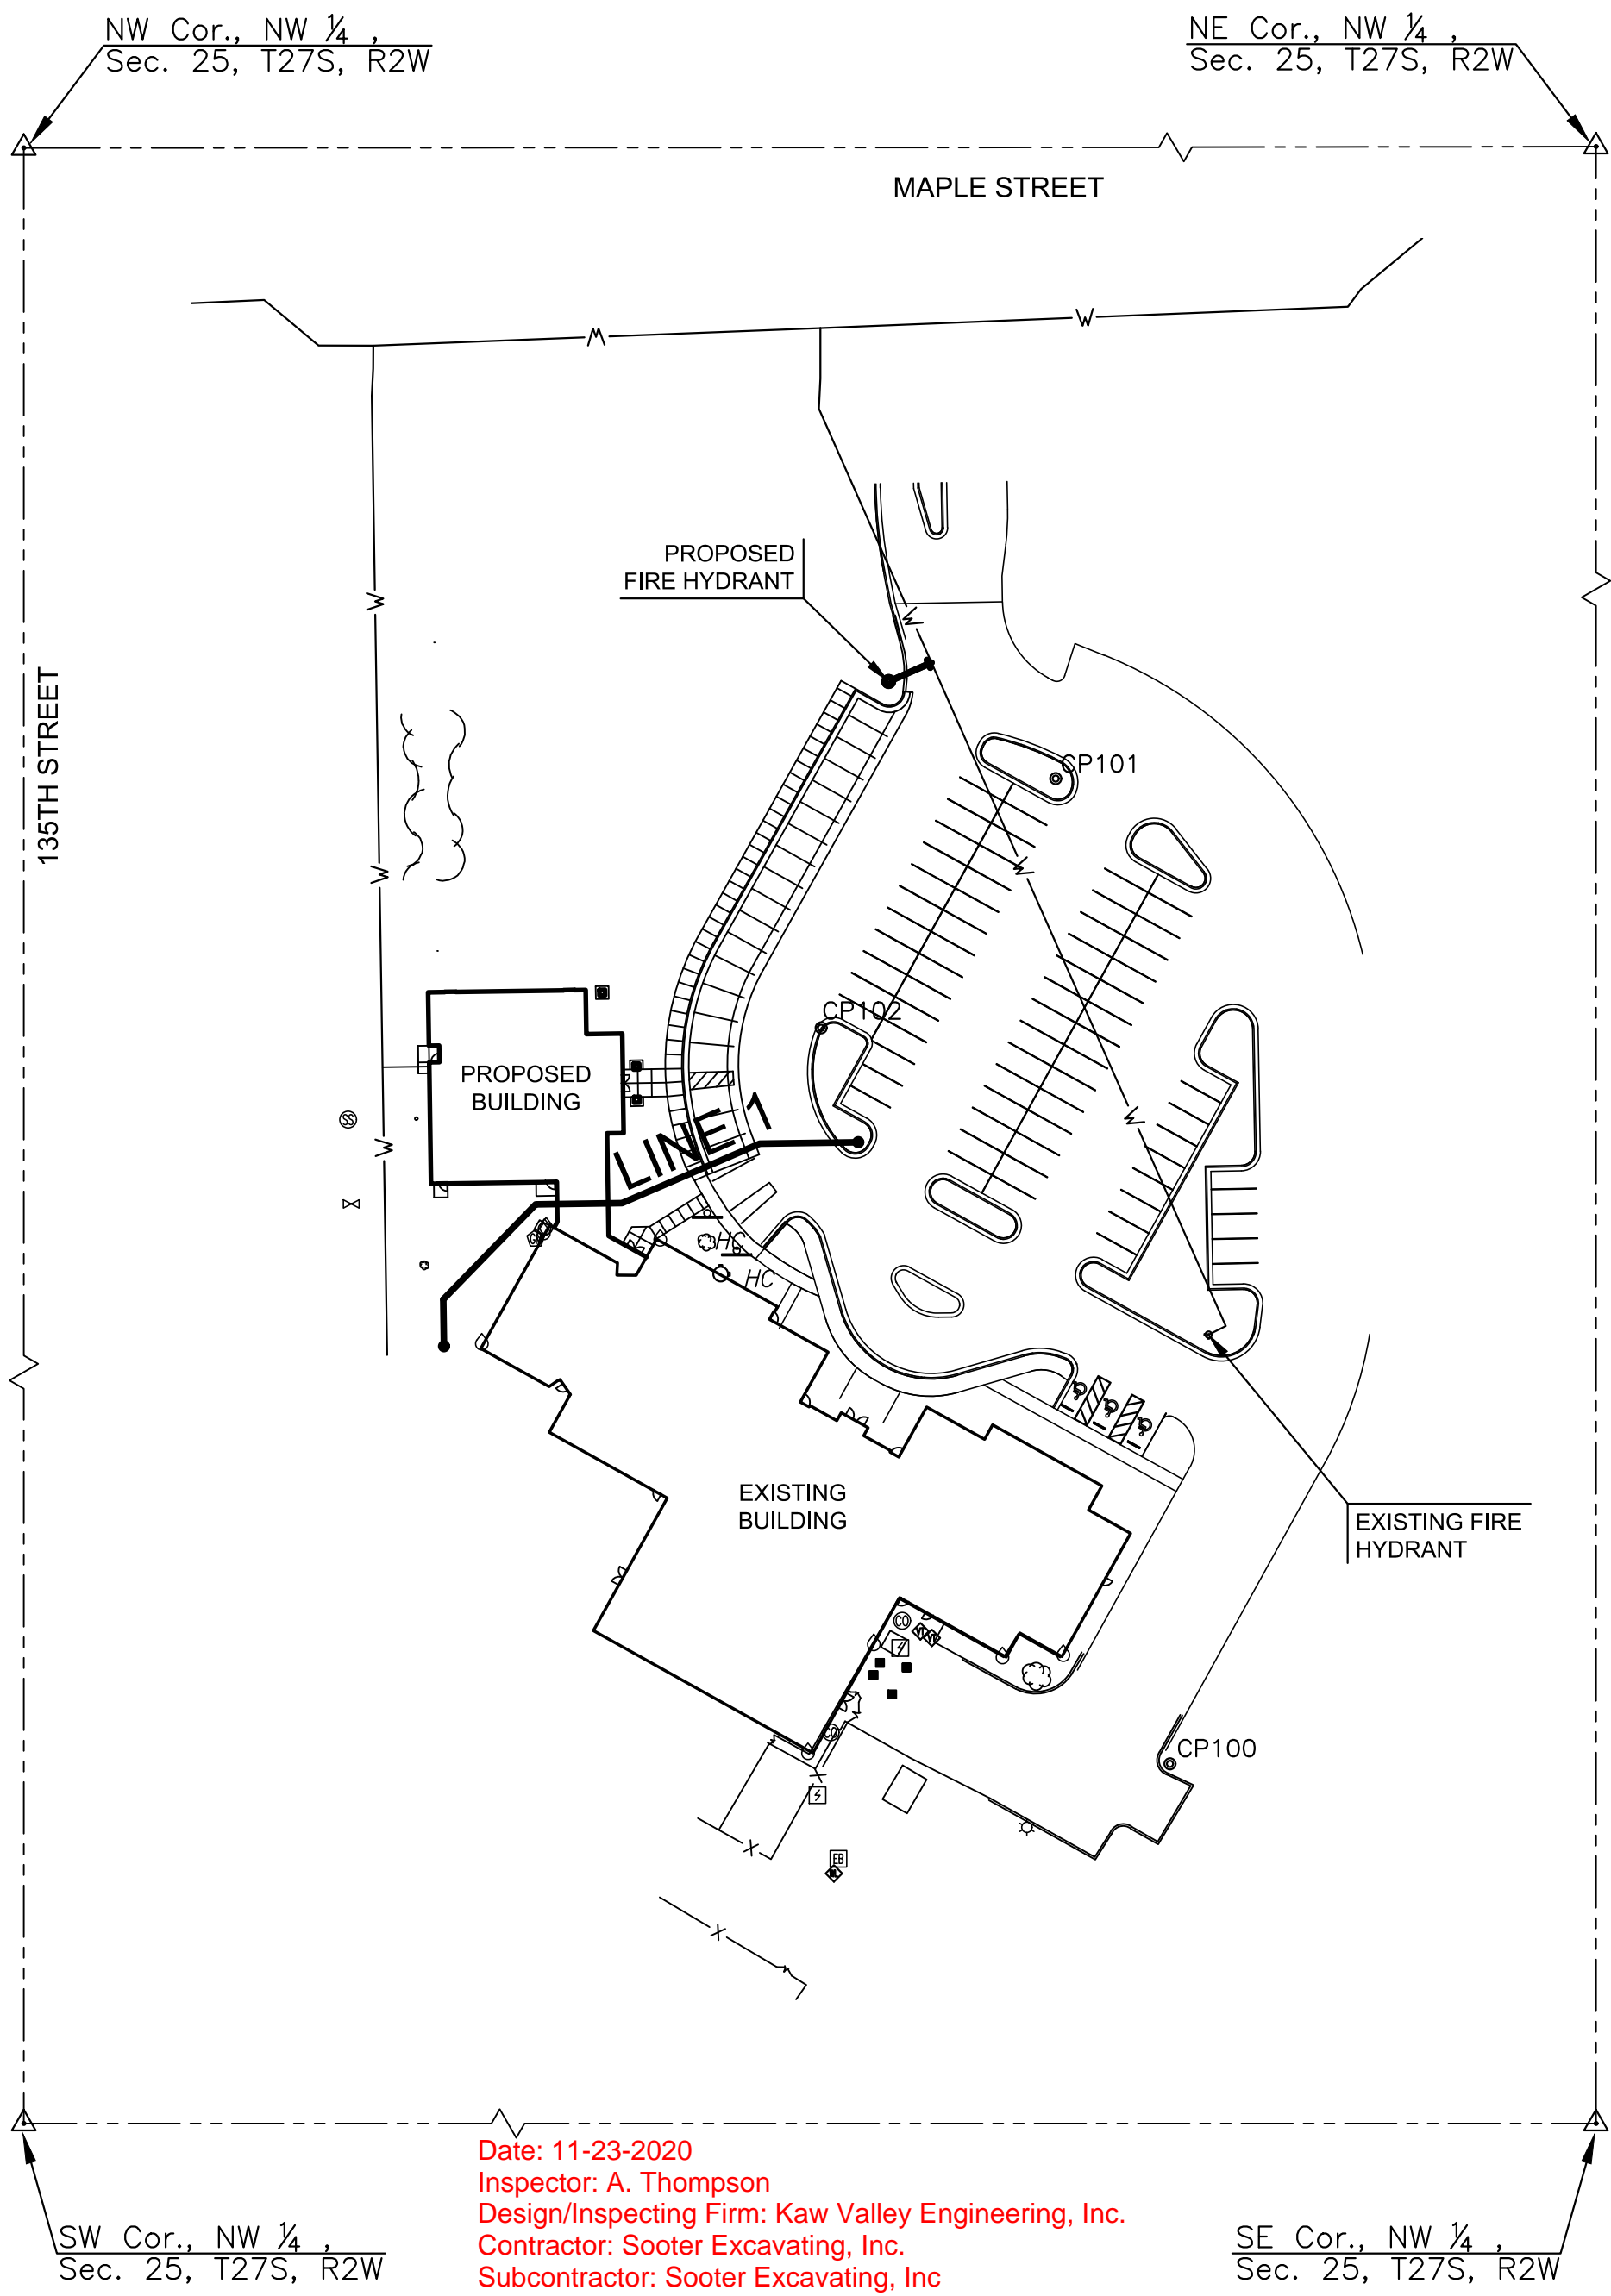 NW Cor., NW ¼ ,
Sec. 25, T27S, R2W
NE Cor., NW ¼ ,
Sec. 25, T27S, R2W
MAPLE STREET
W
W
PROPOSED
FIRE HYDRANT
W
W
135TH STREET
CP101
W
W
CP102
PROPOSED
BUILDING
LINE 1
W
SS
W
HC
HC
G
EXISTING
BUILDING
EXISTING FIRE
HYDRANT
CO
CO
CP100
X
EB
X
Date: 11-23-2020
Inspector: A. Thompson
Design/Inspecting Firm: Kaw Valley Engineering, Inc.
Contractor: Sooter Excavating, Inc.
Subcontractor: Sooter Excavating, Inc
SW Cor., NW ¼ ,
Sec. 25, T27S, R2W
SE Cor., NW ¼ ,
Sec. 25, T27S, R2W